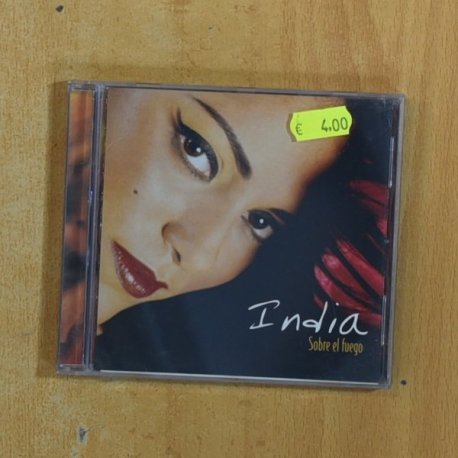 € 4.00
India
Sobre el fuego